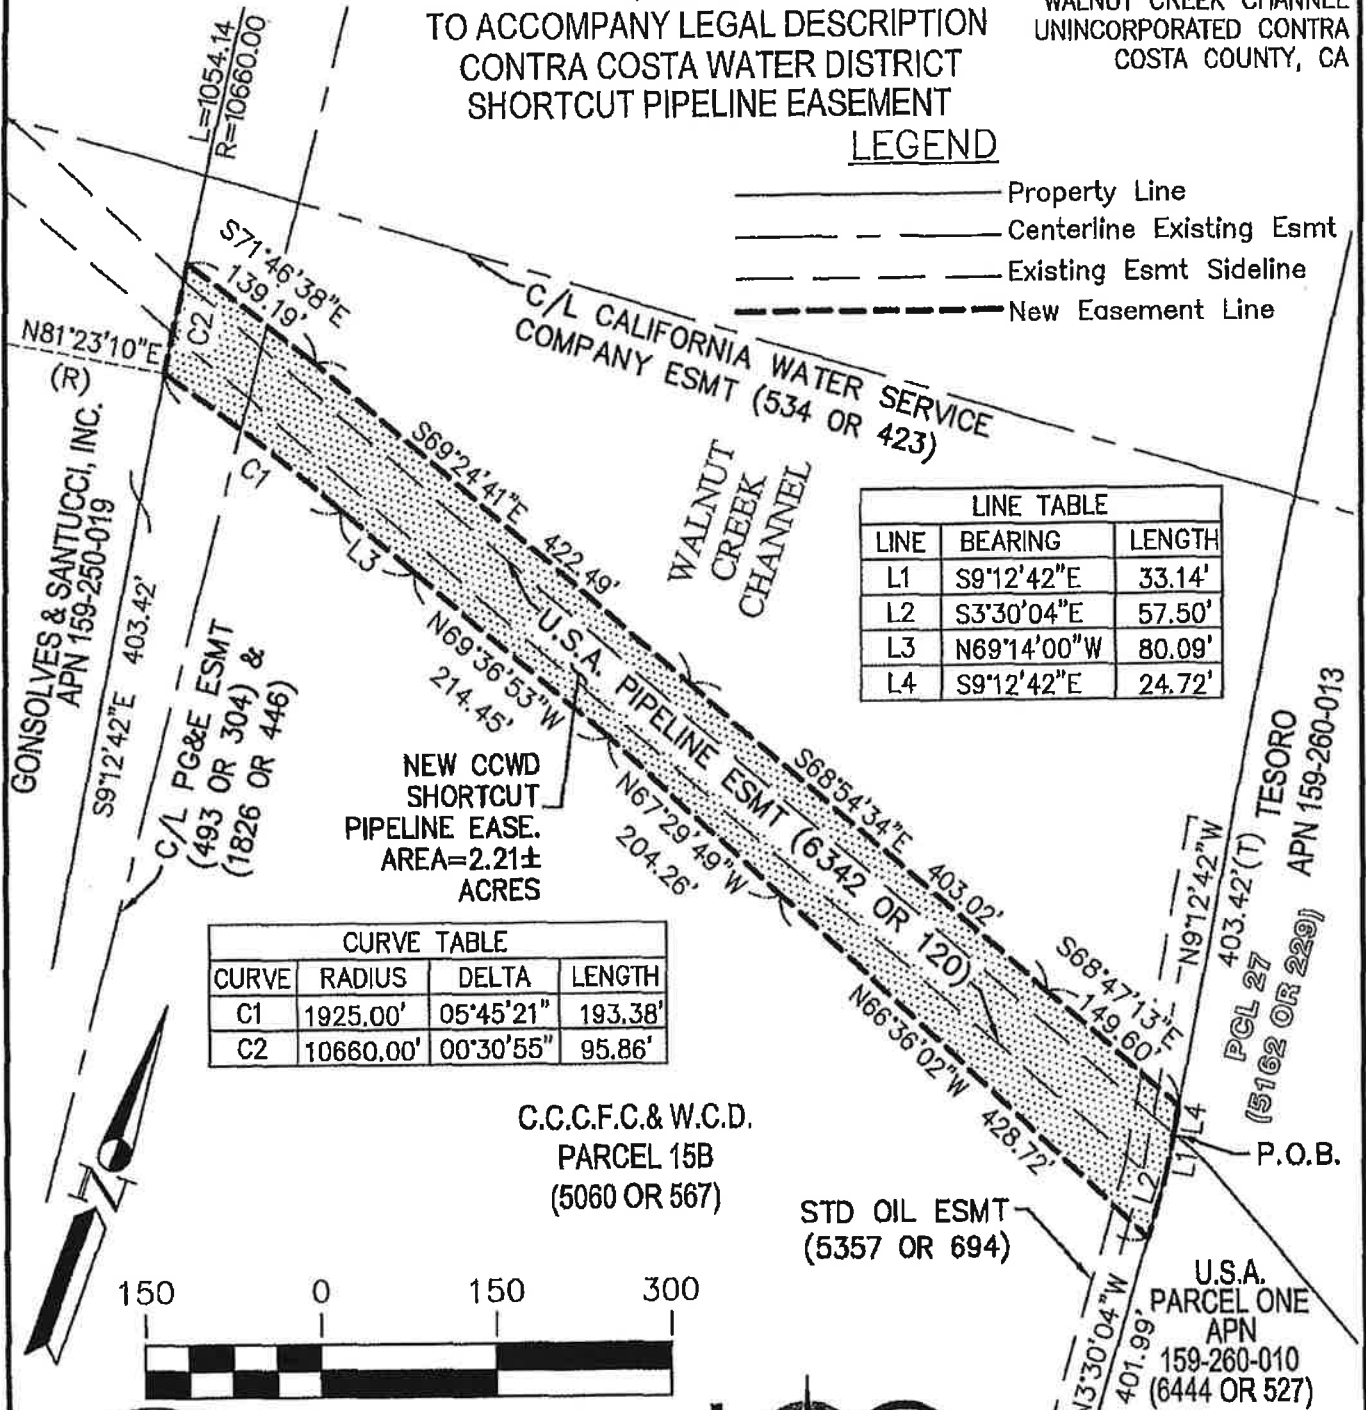 TO ACCOMPANY LEGAL DESCRIPTION
CONTRA COSTA WATER DISTRICT
SHORTCUT PIPELINE EASEMENT
WALNUT CREEK CHANNEL
UNINCORPORATED CONTRA
COSTA COUNTY, CA
LEGEND
Property Line
Centerline Existing Esmt
Existing Esmt Sideline
New Easement Line
L=1054.14
R=10660.00
S71°46'38"E
139.19'
C2
N81°23'10"E
(R)
C/L CALIFORNIA WATER SERVICE
COMPANY ESMT (534 OR 423)
GONSOLVES & SANTUCCI, INC.
APN 159-250-019
S9°12'42"E 403.42'
C/L PG&E ESMT
(493 OR 304) &
(1826 OR 446)
C1
L3
S69°24'41"E
422.49'
WALNUT
CREEK
CHANNEL
LINE TABLE
LINE BEARING LENGTH
L1 S9°12'42"E 33.14'
L2 S3°30'04"E 57.50'
L3 N69°14'00"W 80.09'
L4 S9°12'42"E 24.72'
U.S.A. PIPELINE ESMT (6342 OR 120)
N69°36'53"W
214.45'
NEW CCWD
SHORTCUT
PIPELINE EASE.
AREA=2.21±
ACRES
N67°29'49"W
204.26'
S68°54'34"E
403.02'
S68°47'13"E
149.60'
N66°36'02"W 428.72'
N9°12'42"W
403.42'(T)
TESORO
APN 159-260-013
PCL 27
(5162 OR 229)
CURVE TABLE
CURVE RADIUS DELTA LENGTH
C1 1925.00' 05°45'21" 193.38'
C2 10660.00' 00°30'55" 95.86'
C.C.C.F.C.& W.C.D.
PARCEL 15B
(5060 OR 567)
L4
L1
L2
P.O.B.
STD OIL ESMT
(5357 OR 694)
N3°30'04"W
401.99'
U.S.A.
PARCEL ONE
APN
159-260-010
(6444 OR 527)
N
150 0 150 300